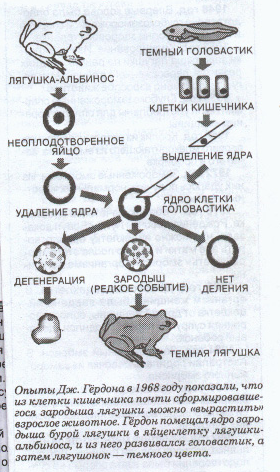 ЛЯГУШКА-АЛЬБИНОС
ТЕМНЫЙ ГОЛОВАСТИК
КЛЕТКИ КИШЕЧНИКА
НЕОПЛОДОТВОРЕННОЕ
ЯЙЦО
ВЫДЕЛЕНИЕ ЯДРА
УДАЛЕНИЕ ЯДРА
ЯДРО КЛЕТКИ
ГОЛОВАСТИКА
ДЕГЕНЕРАЦИЯ
ЗАРОДЫШ
(РЕДКОЕ СОБЫТИЕ)
НЕТ
ДЕЛЕНИЯ
ТЕМНАЯ ЛЯГУШКА
Опыты Дж. Гёрдона в 1968 году показали, что
из клетки кишечника почти сформировавше-
гося зародыша лягушки можно «вырастить»
взрослое животное. Гёрдон помещал ядро заро-
дыша бурой лягушки в яйцеклетку лягушки-
альбиноса, и из него развивался головастик, а
затем лягушонок — темного цвета.